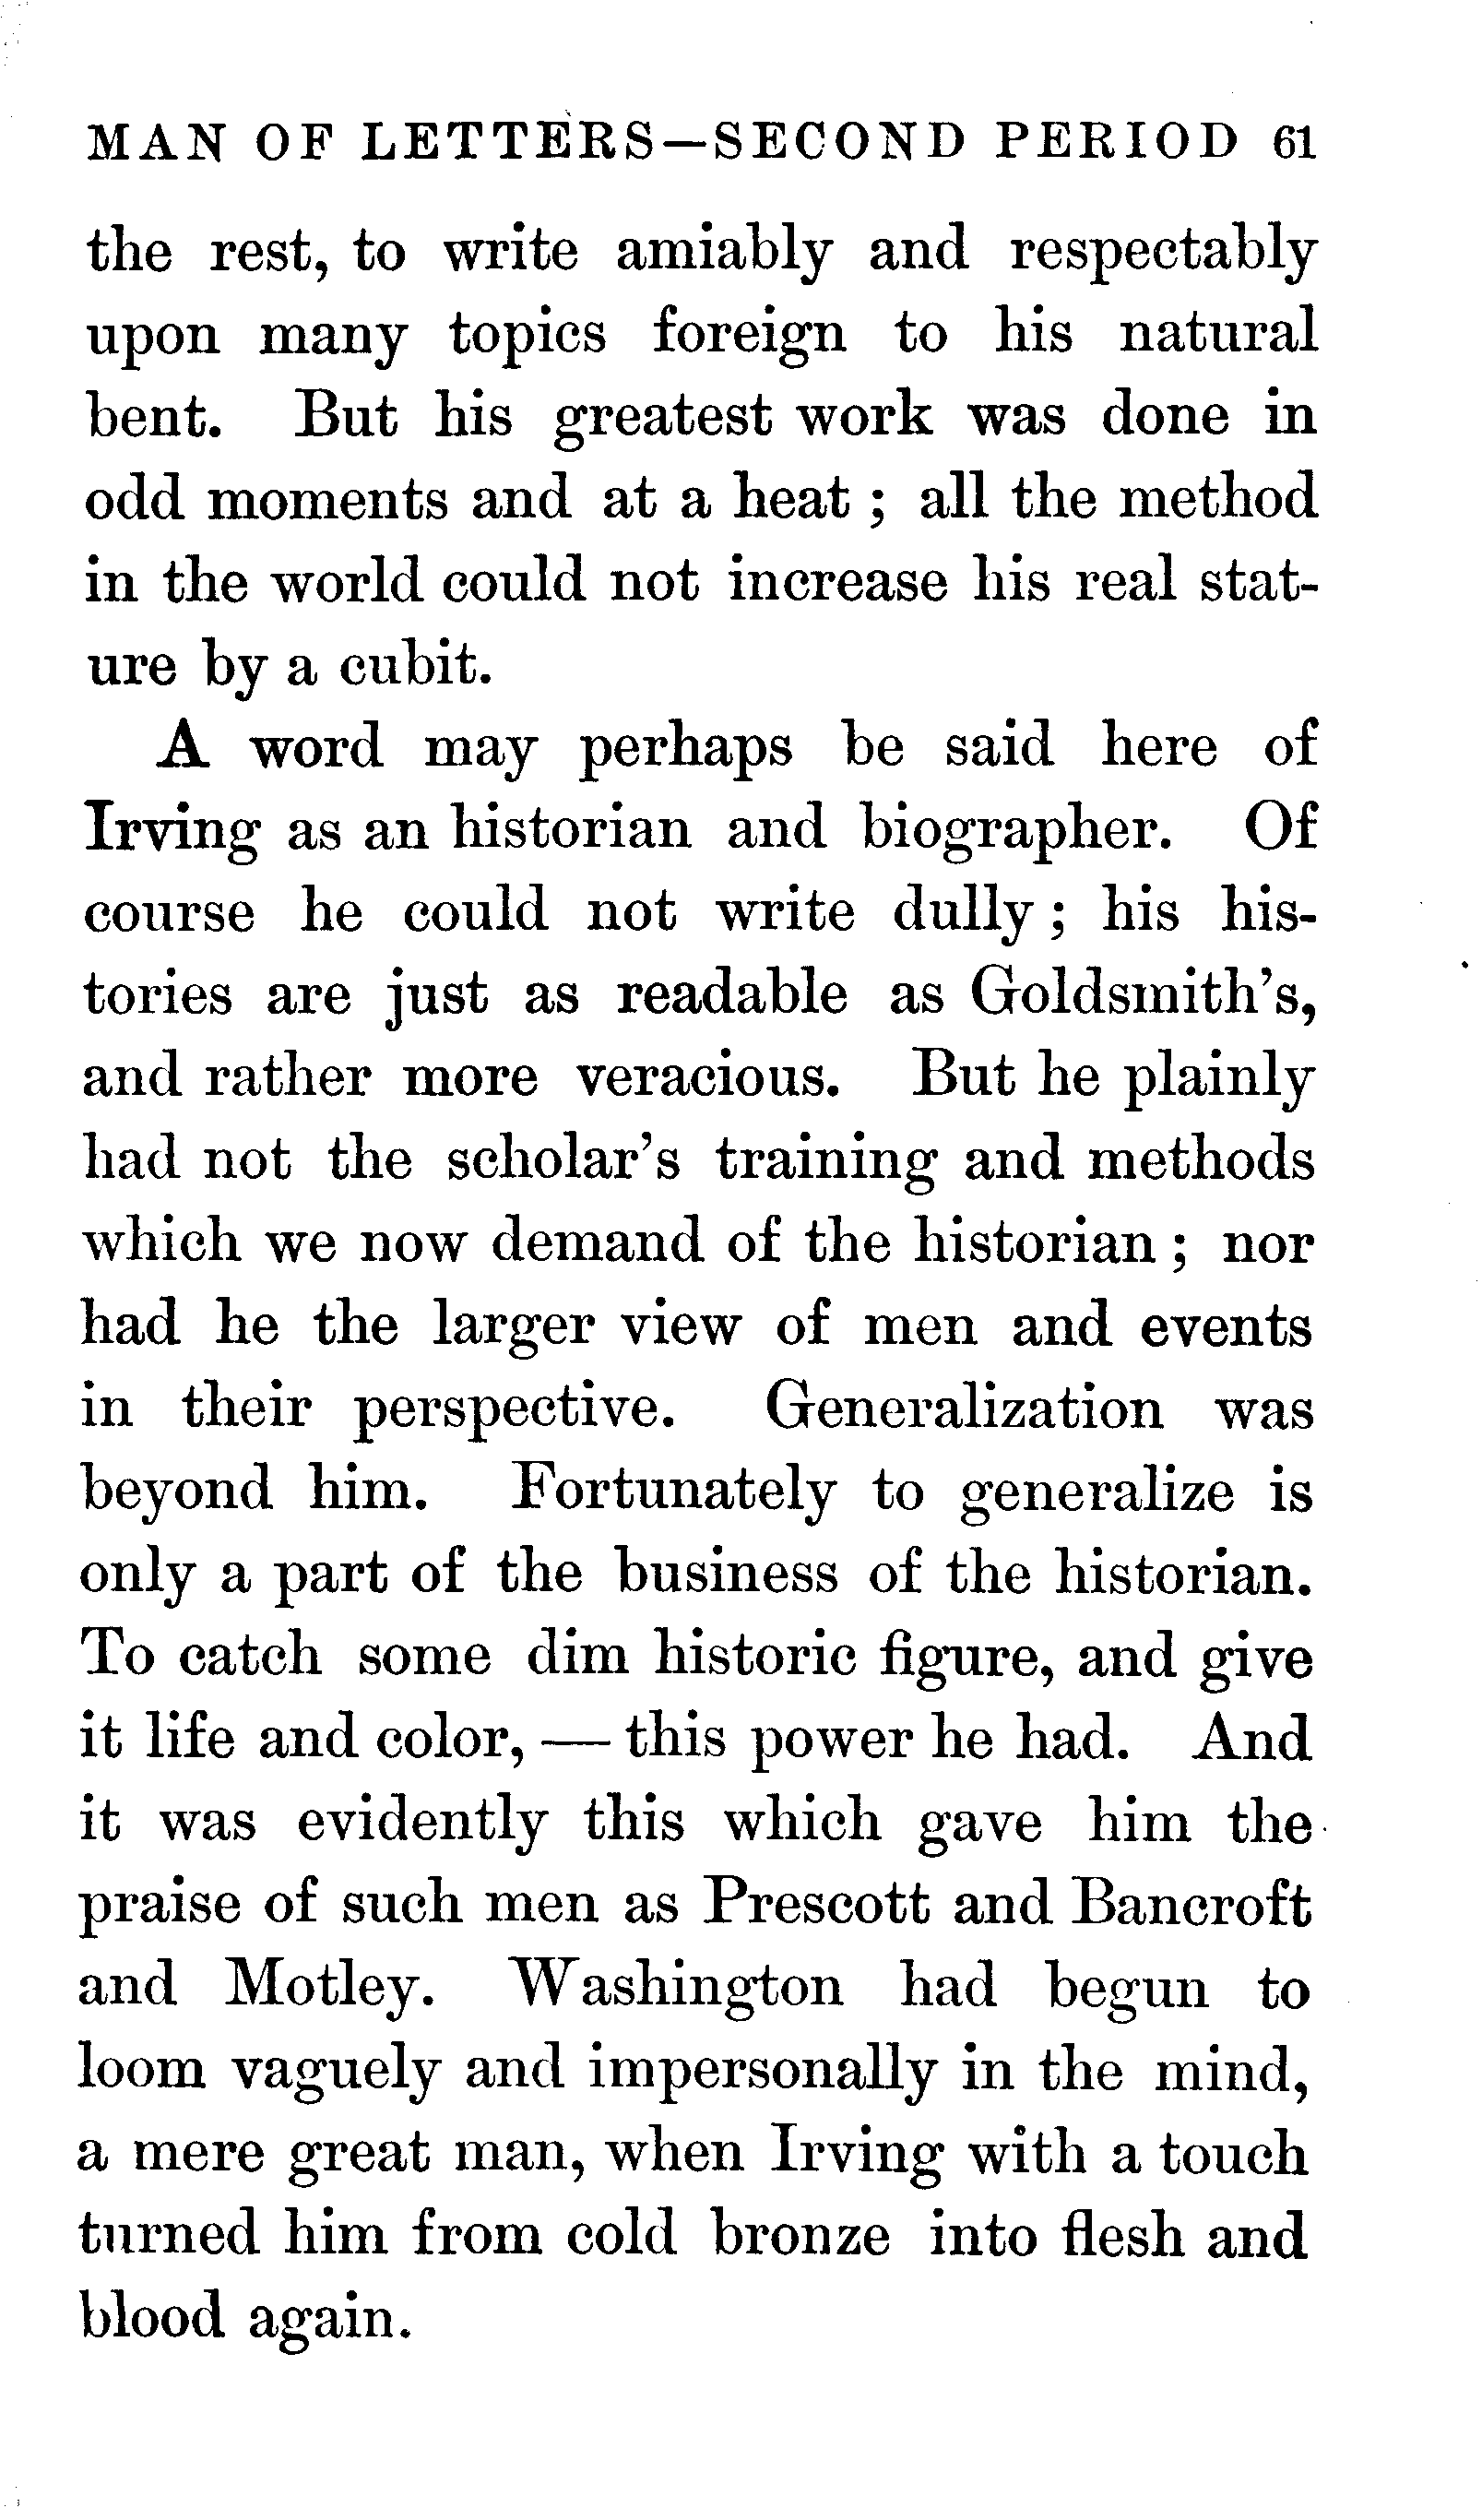 MAN OF LETTERS—SECOND PERIOD 61
the rest, to write amiably and respectably
upon many topics foreign to his natural
bent. But his greatest work was done in
odd moments and at a heat ; all the method
in the world could not increase his real stat-
ure by a cubit.
A word may perhaps be said here of
Irving as an historian and biographer. Of
course he could not write dully ; his his-
tories are just as readable as Goldsmith's,
and rather more veracious. But he plainly
had not the scholar's training and methods
which we now demand of the historian ; nor
had he the larger view of men and events
in their perspective. Generalization was
beyond him. Fortunately to generalize is
only a part of the business of the historian.
To catch some dim historic figure, and give
it life and color, — this power he had. And
it was evidently this which gave him the
praise of such men as Prescott and Bancroft
and Motley. Washington had begun to
loom vaguely and impersonally in the mind,
a mere great man, when Irving with a touch
turned him from cold bronze into flesh and
blood again.